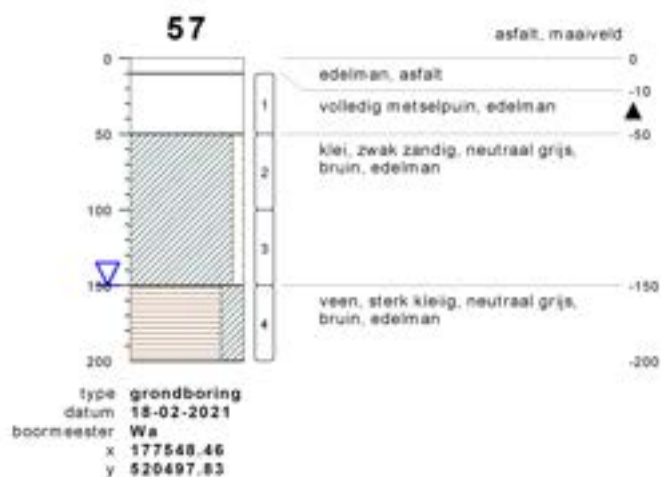 57
asfalt, maaiveld
0
0
edelman, asfalt
-10
volledig metselpuin, edelman
1
50
-50
klei, zwak zandig, neutraal grijs,
bruin, edelman
2
100
3
150
-150
veen, sterk kleiig, neutraal grijs,
bruin, edelman
4
200
-200
type grondboring
datum 18-02-2021
boormeester Wa
x 177548.46
y 520497.83